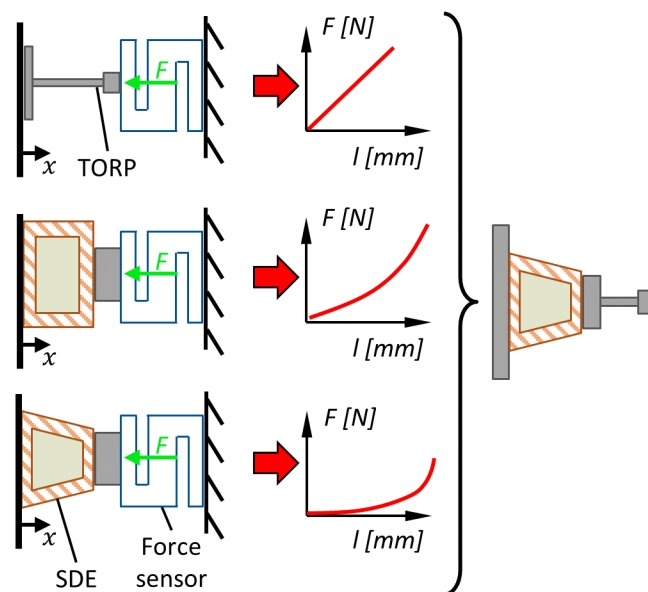 F [N]
F
x
TORP
l [mm]
F [N]
F
x
l [mm]
F [N]
F
x
l [mm]
SDE
Force
sensor